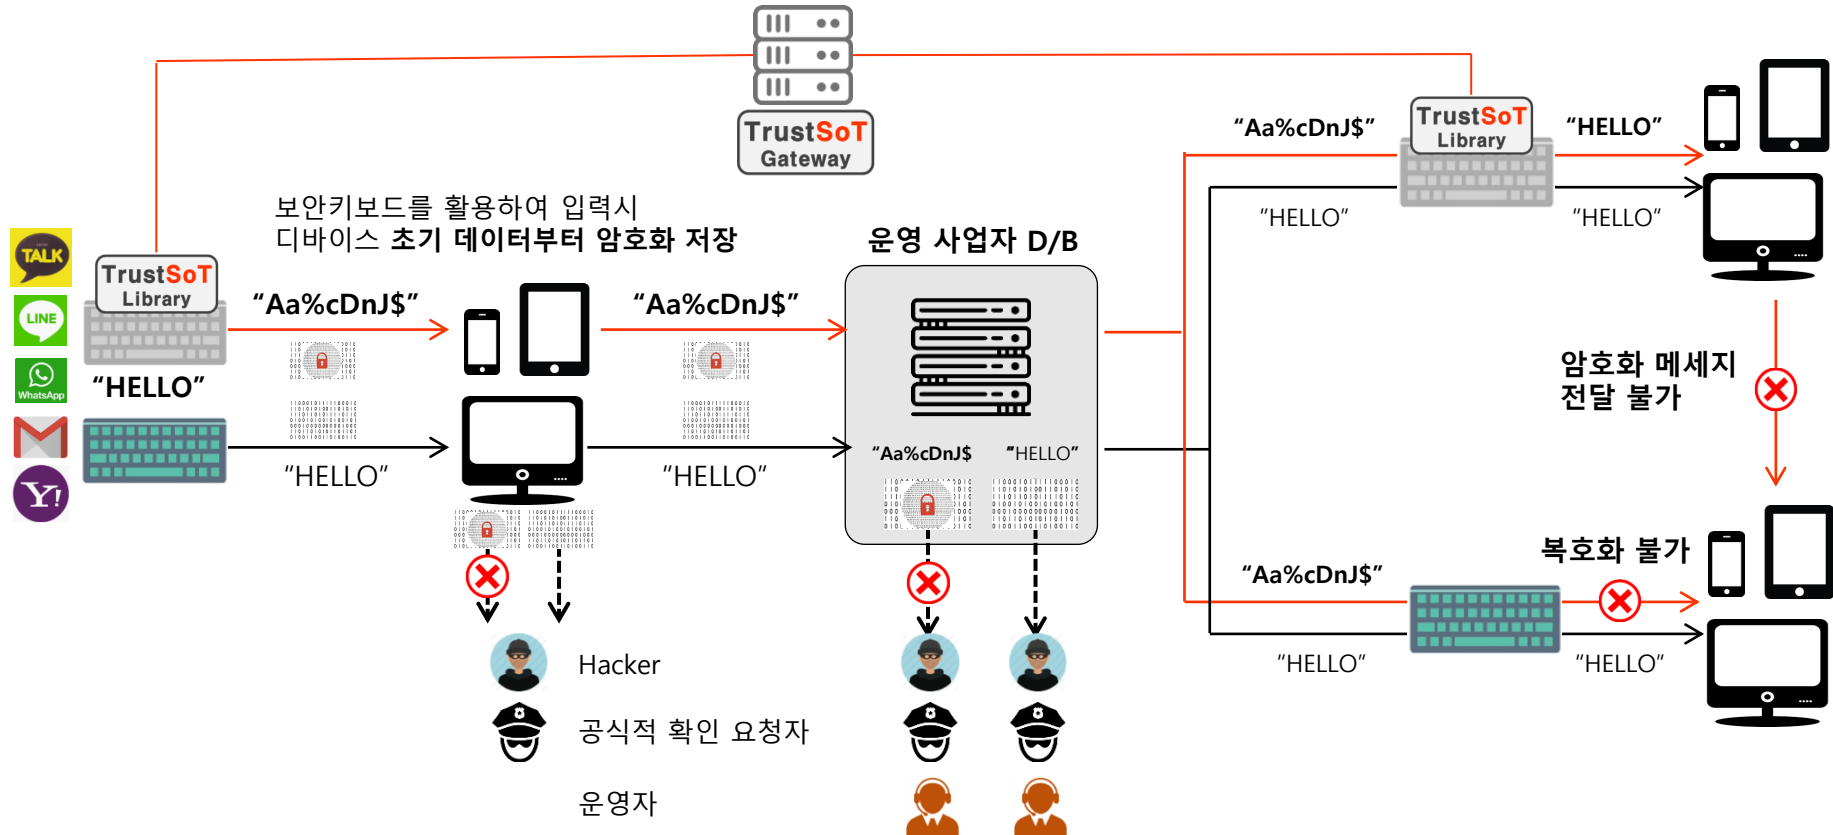 TrustSoT
Gateway
"Aa%cDnJ$"
TrustSoT
Library
"HELLO"
"HELLO"
"HELLO"
보안키보드를 활용하여 입력시
디바이스 초기 데이터부터 암호화 저장
운영 사업자 D/B
TALK
LINE
WhatsApp
Y!
TrustSoT
Library
"HELLO"
"Aa%cDnJ$"
"Aa%cDnJ$"
"HELLO"
"HELLO"
"Aa%cDnJ$
"HELLO"
암호화 메세지
전달 불가
복호화 불가
"Aa%cDnJ$"
"HELLO"
"HELLO"
Hacker
공식적 확인 요청자
운영자